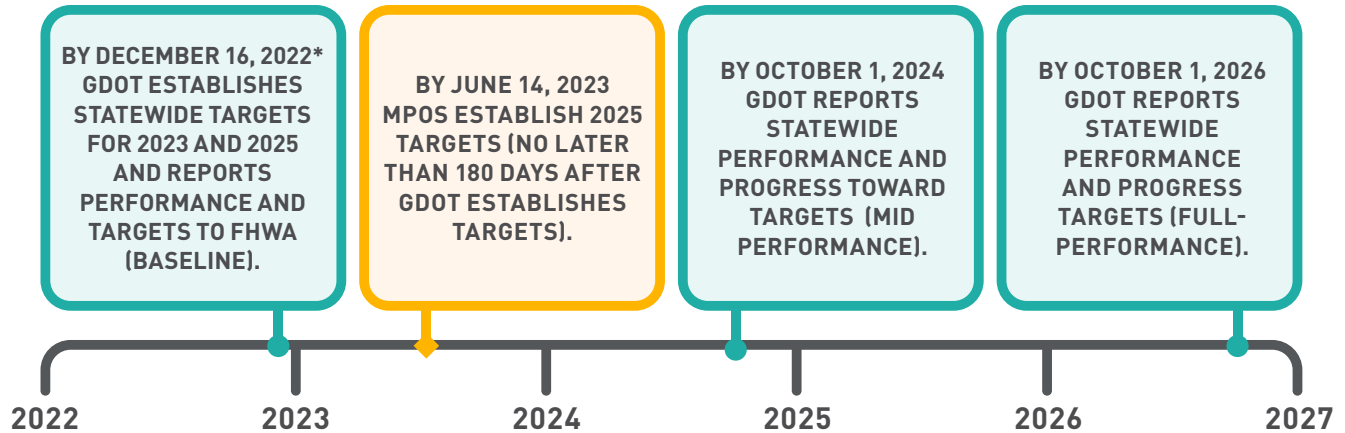 BY DECEMBER 16, 2022*
GDOT ESTABLISHES
STATEWIDE TARGETS
FOR 2023 AND 2025
AND REPORTS
PERFORMANCE AND
TARGETS TO FHWA
(BASELINE).
BY JUNE 14, 2023
MPOS ESTABLISH 2025
TARGETS (NO LATER
THAN 180 DAYS AFTER
GDOT ESTABLISHES
TARGETS).
BY OCTOBER 1, 2024
GDOT REPORTS
STATEWIDE
PERFORMANCE AND
PROGRESS TOWARD
TARGETS (MID
PERFORMANCE).
BY OCTOBER 1, 2026
GDOT REPORTS
STATEWIDE
PERFORMANCE
AND PROGRESS
TARGETS (FULL-
PERFORMANCE).
2022 2023 2024 2025 2026 2027